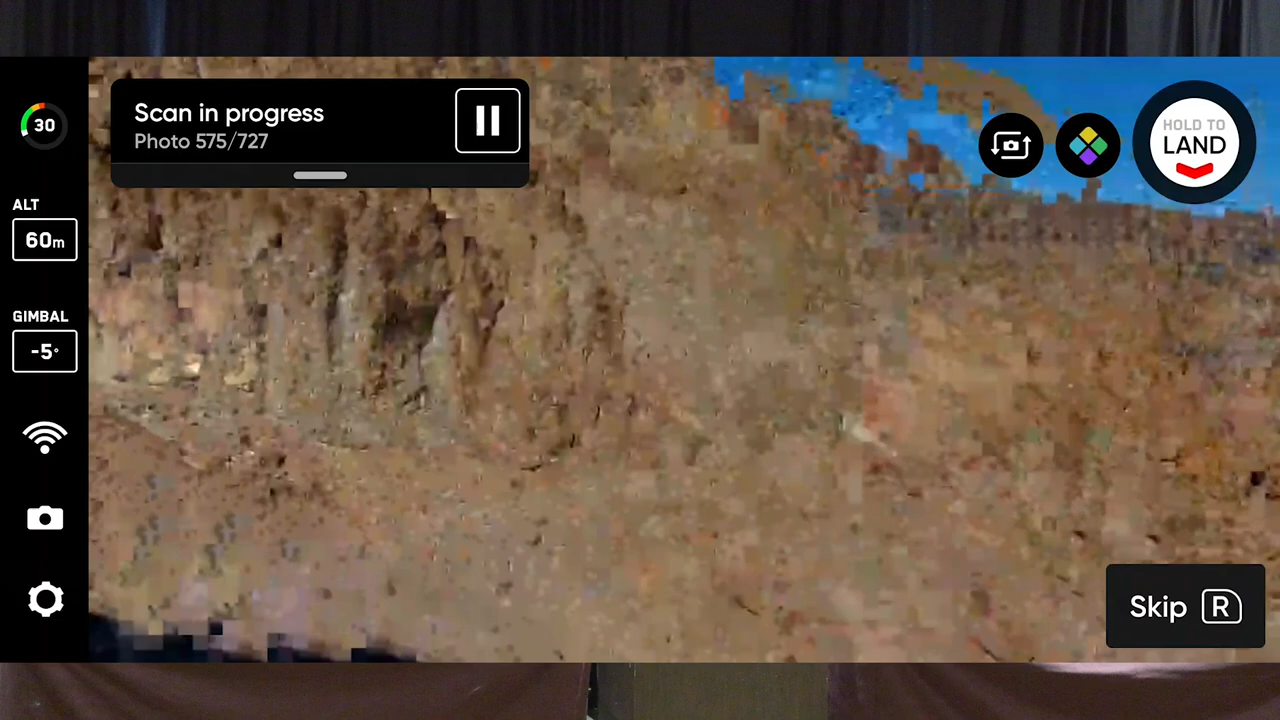 Scan in progress
Photo 575/727
30
HOLD TO
LAND
ALT
60m
GIMBAL
-5°
Skip R